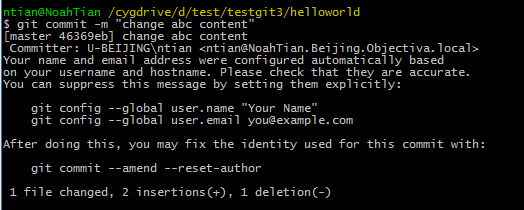 ntian@NoahTian /cygdrive/d/test/testgit3/helloworld
$ git commit -m "change abc content"
[master 46369eb] change abc content
Committer: U-BEIJING\ntian <ntian@NoahTian.Beijing.Objectiva.local>
Your name and email address were configured automatically based
on your username and hostname. Please check that they are accurate.
You can suppress this message by setting them explicitly:
git config --global user.name "Your Name"
git config --global user.email you@example.com
After doing this, you may fix the identity used for this commit with:
git commit --amend --reset-author
1 file changed, 2 insertions(+), 1 deletion(-)